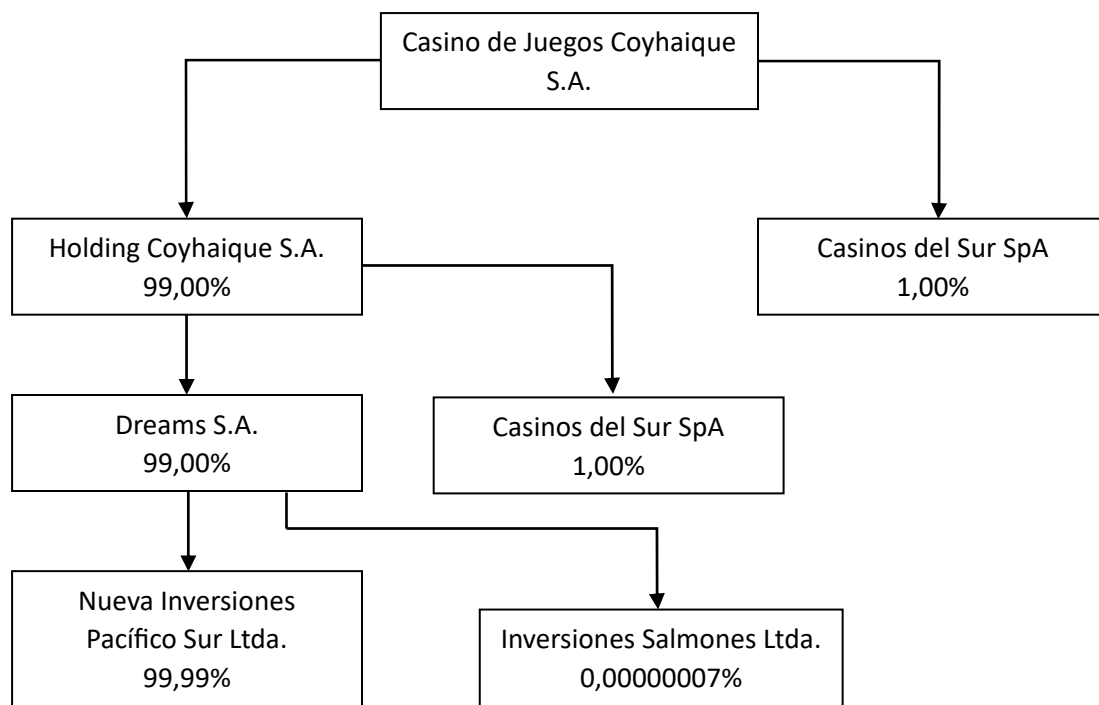 Casino de Juegos Coyhaique
S.A.
Holding Coyhaique S.A.
99,00%
Casinos del Sur SpA
1,00%
Dreams S.A.
99,00%
Casinos del Sur SpA
1,00%
Nueva Inversiones
Pacífico Sur Ltda.
99,99%
Inversiones Salmones Ltda.
0,00000007%